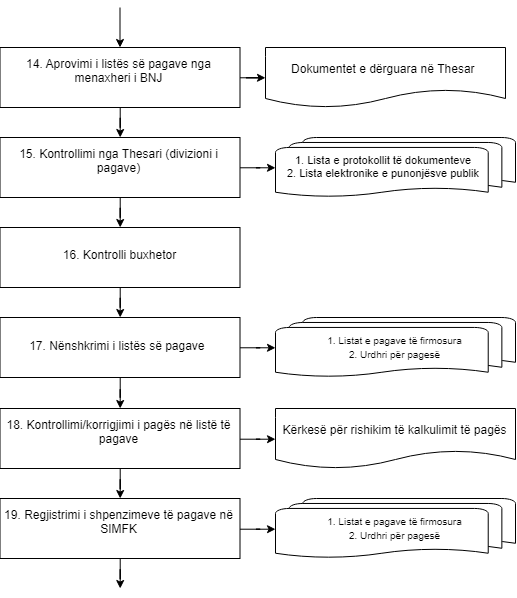 14. Aprovimi i listës së pagave nga
menaxheri i BNJ
Dokumentet e dërguara në Thesar
15. Kontrollimi nga Thesari (divizioni i
pagave)
1. Lista e protokollit të dokumenteve
2. Lista elektronike e punonjësve publik
16. Kontrolli buxhetor
17. Nënshkrimi i listës së pagave
1. Listat e pagave të firmosura
2. Urdhri për pagesë
18. Kontrollimi/korrigjimi i pagës në listë të
pagave
Kërkesë për rishikim të kalkulimit të pagës
19. Regjistrimi i shpenzimeve të pagave në
SIMFK
1. Listat e pagave të firmosura
2. Urdhri për pagesë